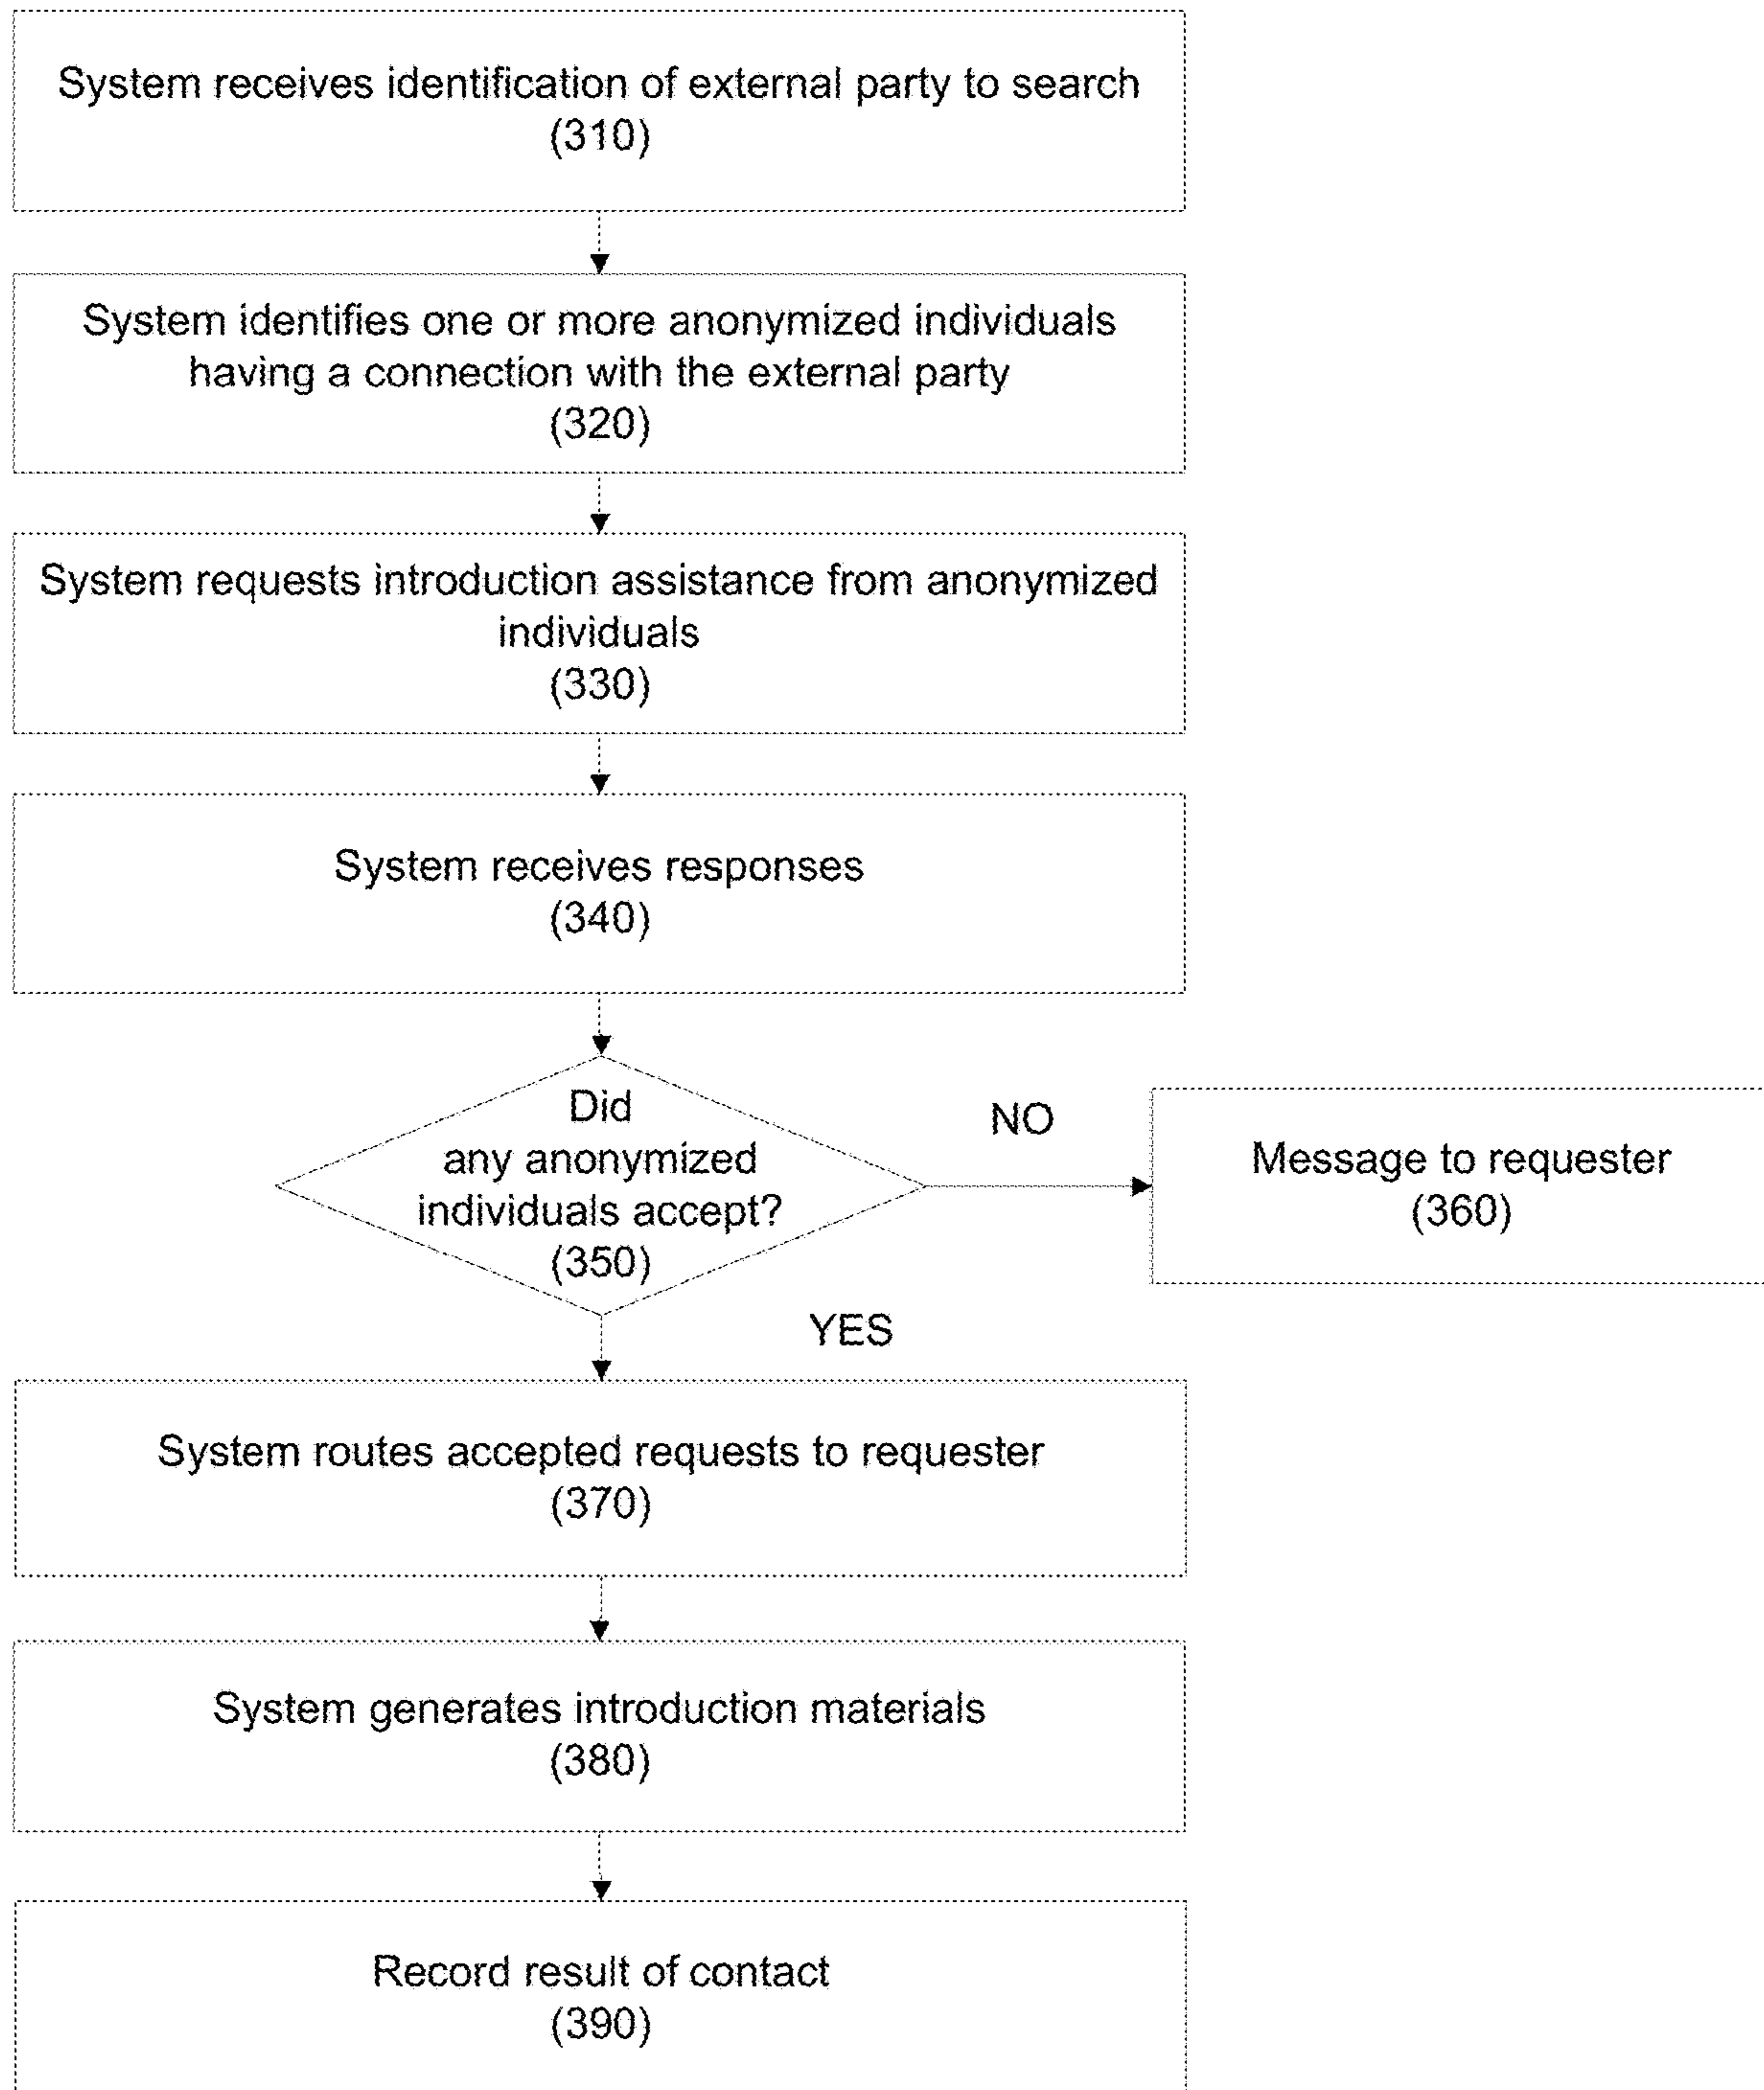 System receives identification of external party to search
(310)
System identifies one or more anonymized individuals
having a connection with the external party
(320)
System requests introduction assistance from anonymized
individuals
(330)
System receives responses
(340)
Did
any anonymized
individuals accept?
(350)
NO
Message to requester
(360)
YES
System routes accepted requests to requester
(370)
System generates introduction materials
(380)
Record result of contact
(390)